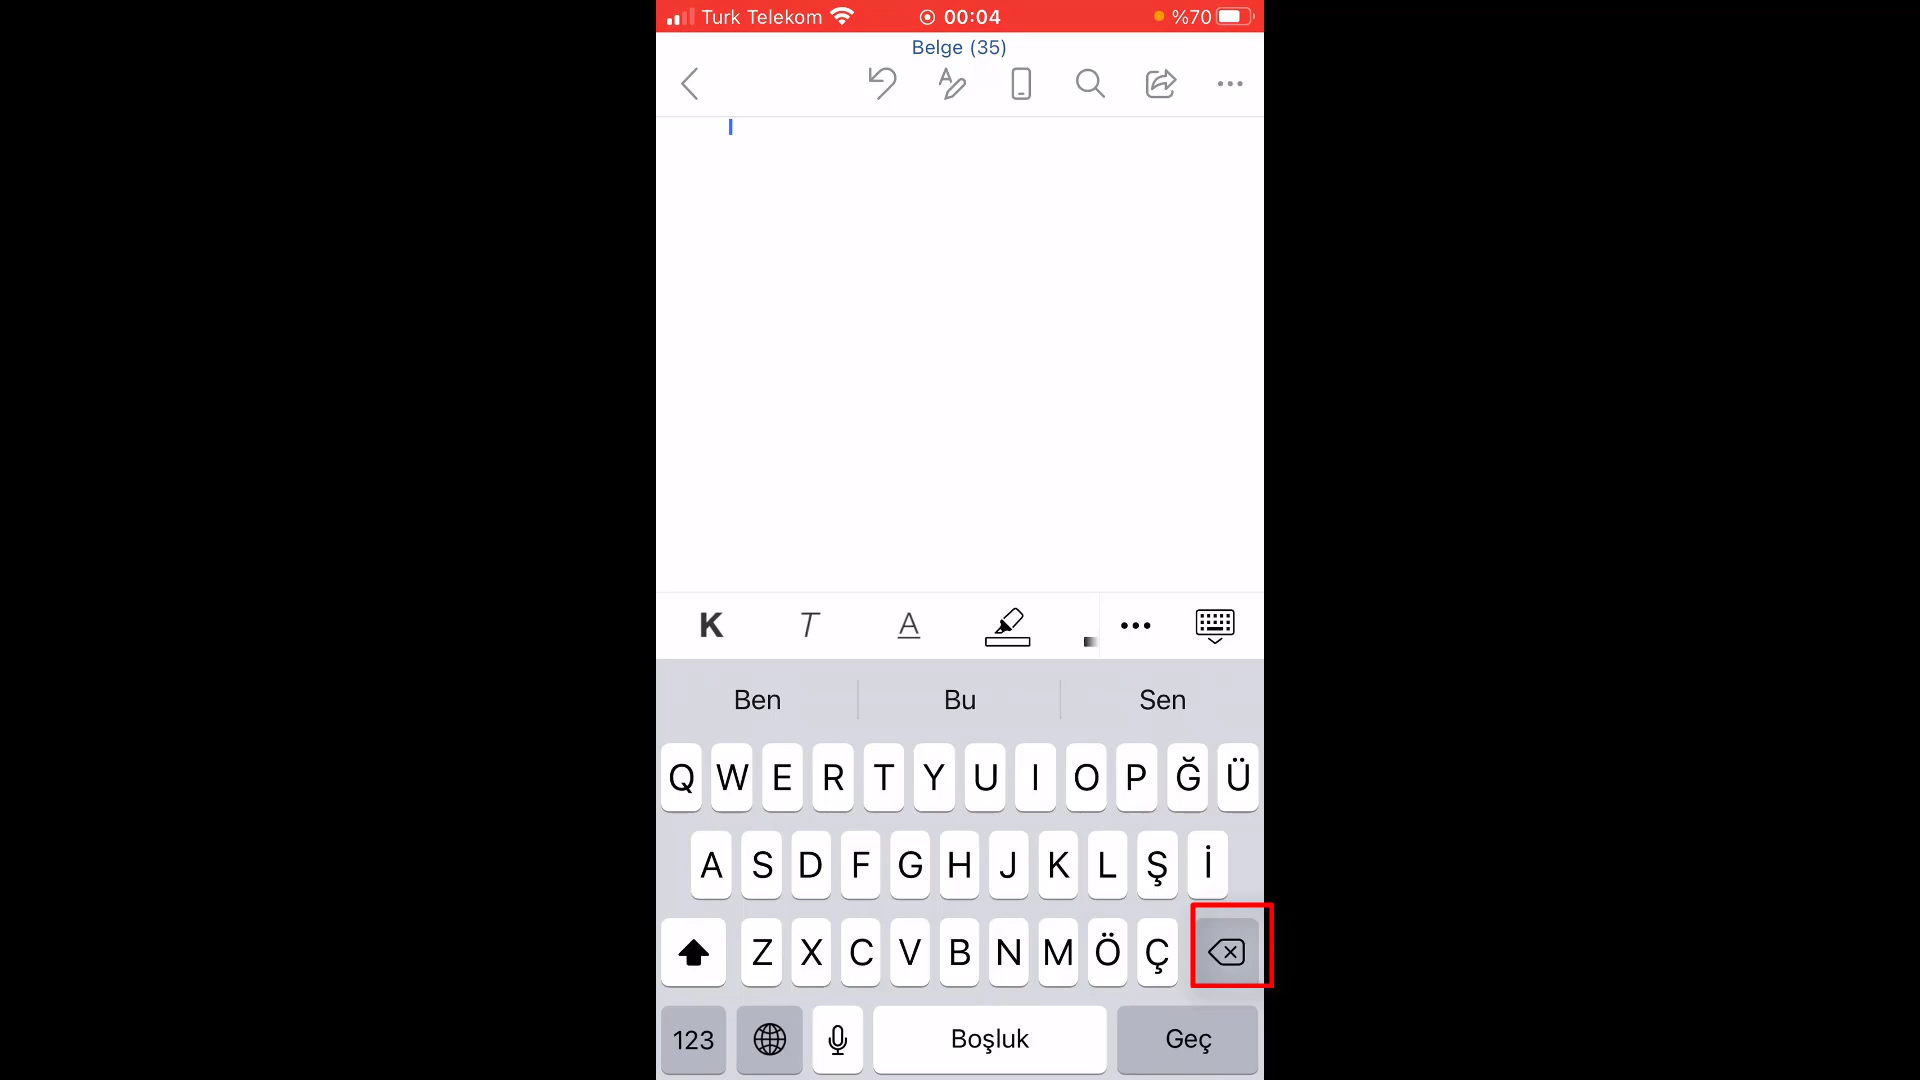 Turk Telekom 00:04 %70
Belge (35)
K T A
Ben Bu Sen
Q W E R T Y U I O P Ğ Ü
A S D F G H J K L Ş İ
Z X C V B N M Ö Ç
123 Boşluk Geç